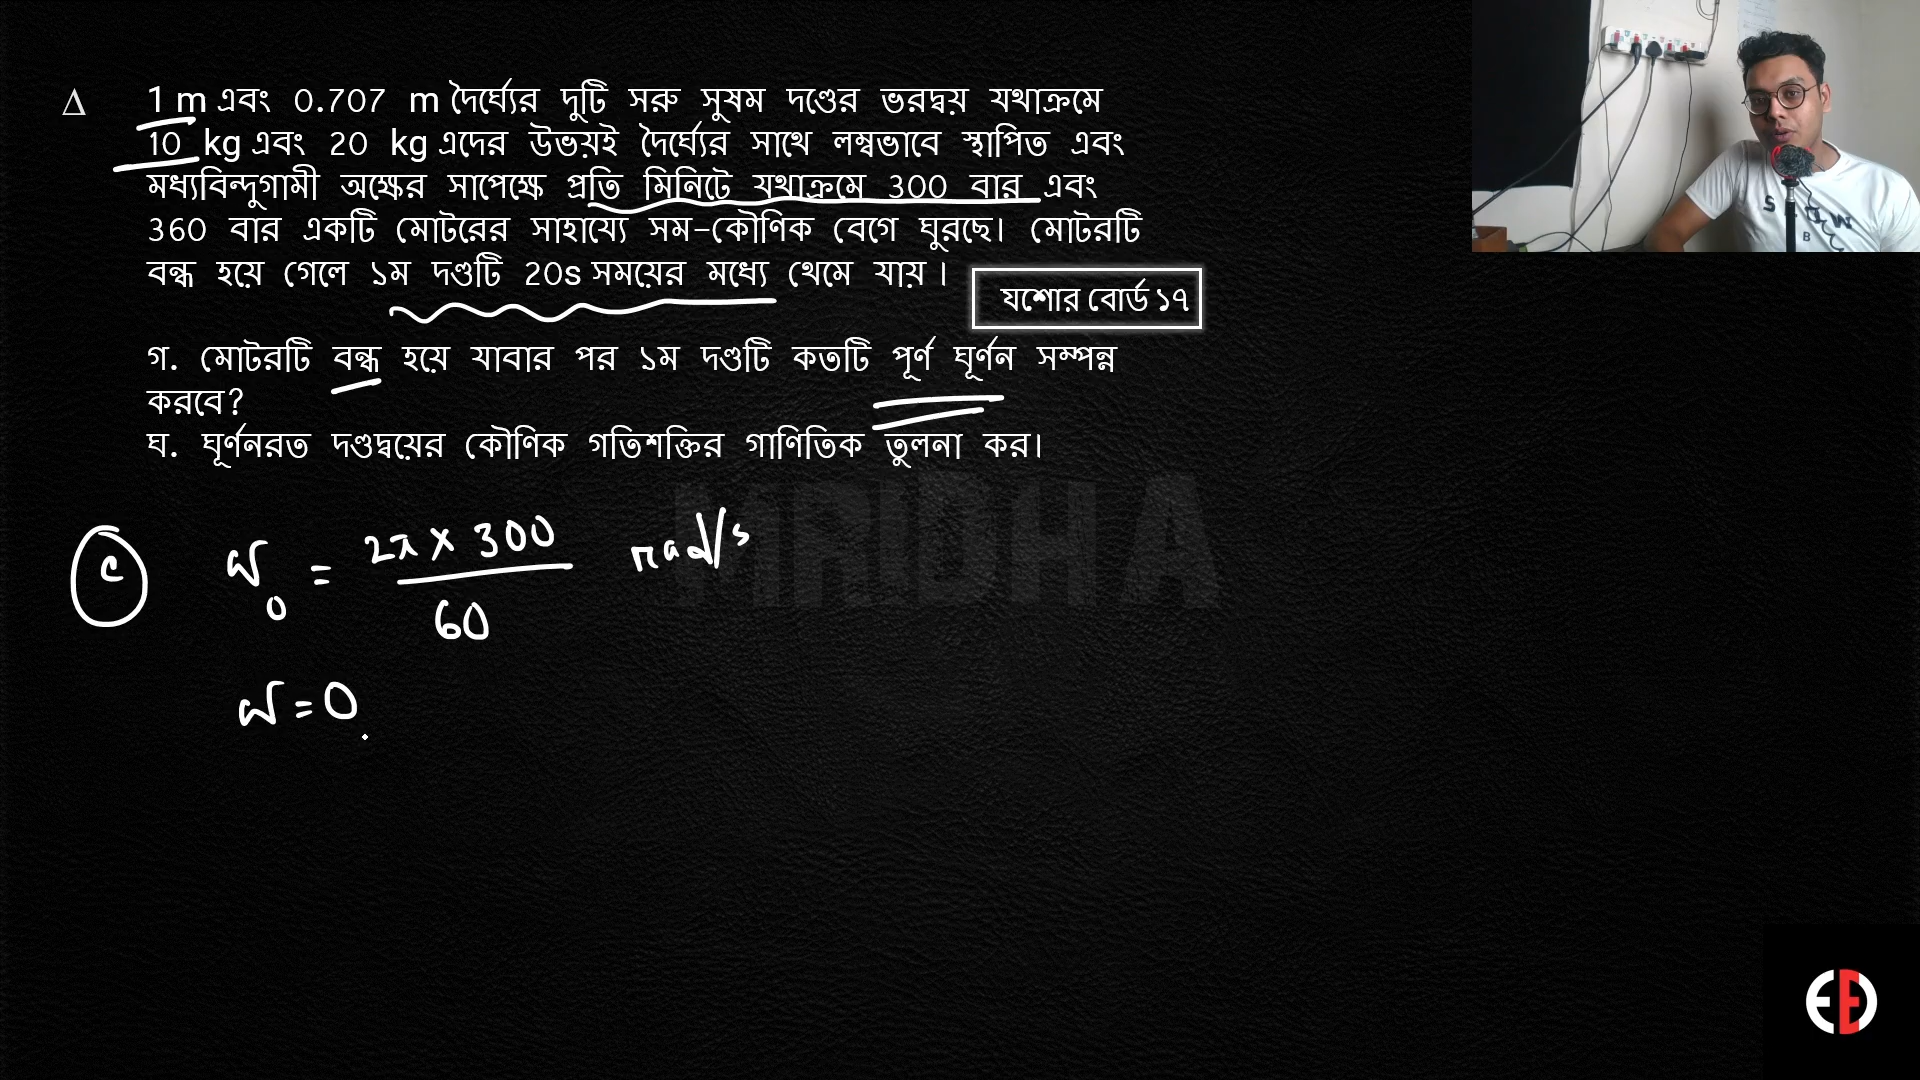 Δ 1 m এবং 0.707 m দৈর্ঘ্যের দুটি সরু সুষম দণ্ডের ভরদ্বয় যথাক্রমে
10 kg এবং 20 kg এদের উভয়ই দৈর্ঘ্যের সাথে লম্বভাবে স্থাপিত এবং
মধ্যবিন্দুগামী অক্ষের সাপেক্ষে প্রতি মিনিটে যথাক্রমে 300 বার এবং
360 বার একটি মোটরের সাহায্যে সম-কৌণিক বেগে ঘুরছে। মোটরটি
বন্ধ হয়ে গেলে ১ম দণ্ডটি 20s সময়ের মধ্যে থেমে যায়।
যশোর বোর্ড ১৭
গ. মোটরটি বন্ধ হয়ে যাবার পর ১ম দণ্ডটি কতটি পূর্ণ ঘূর্ণন সম্পন্ন
করবে?
ঘ. ঘূর্ণনরত দণ্ডদ্বয়ের কৌণিক গতিশক্তির গাণিতিক তুলনা কর।
MRIDHA
c ω₀ = 2π × 300 / 60 rad/s
ω = 0